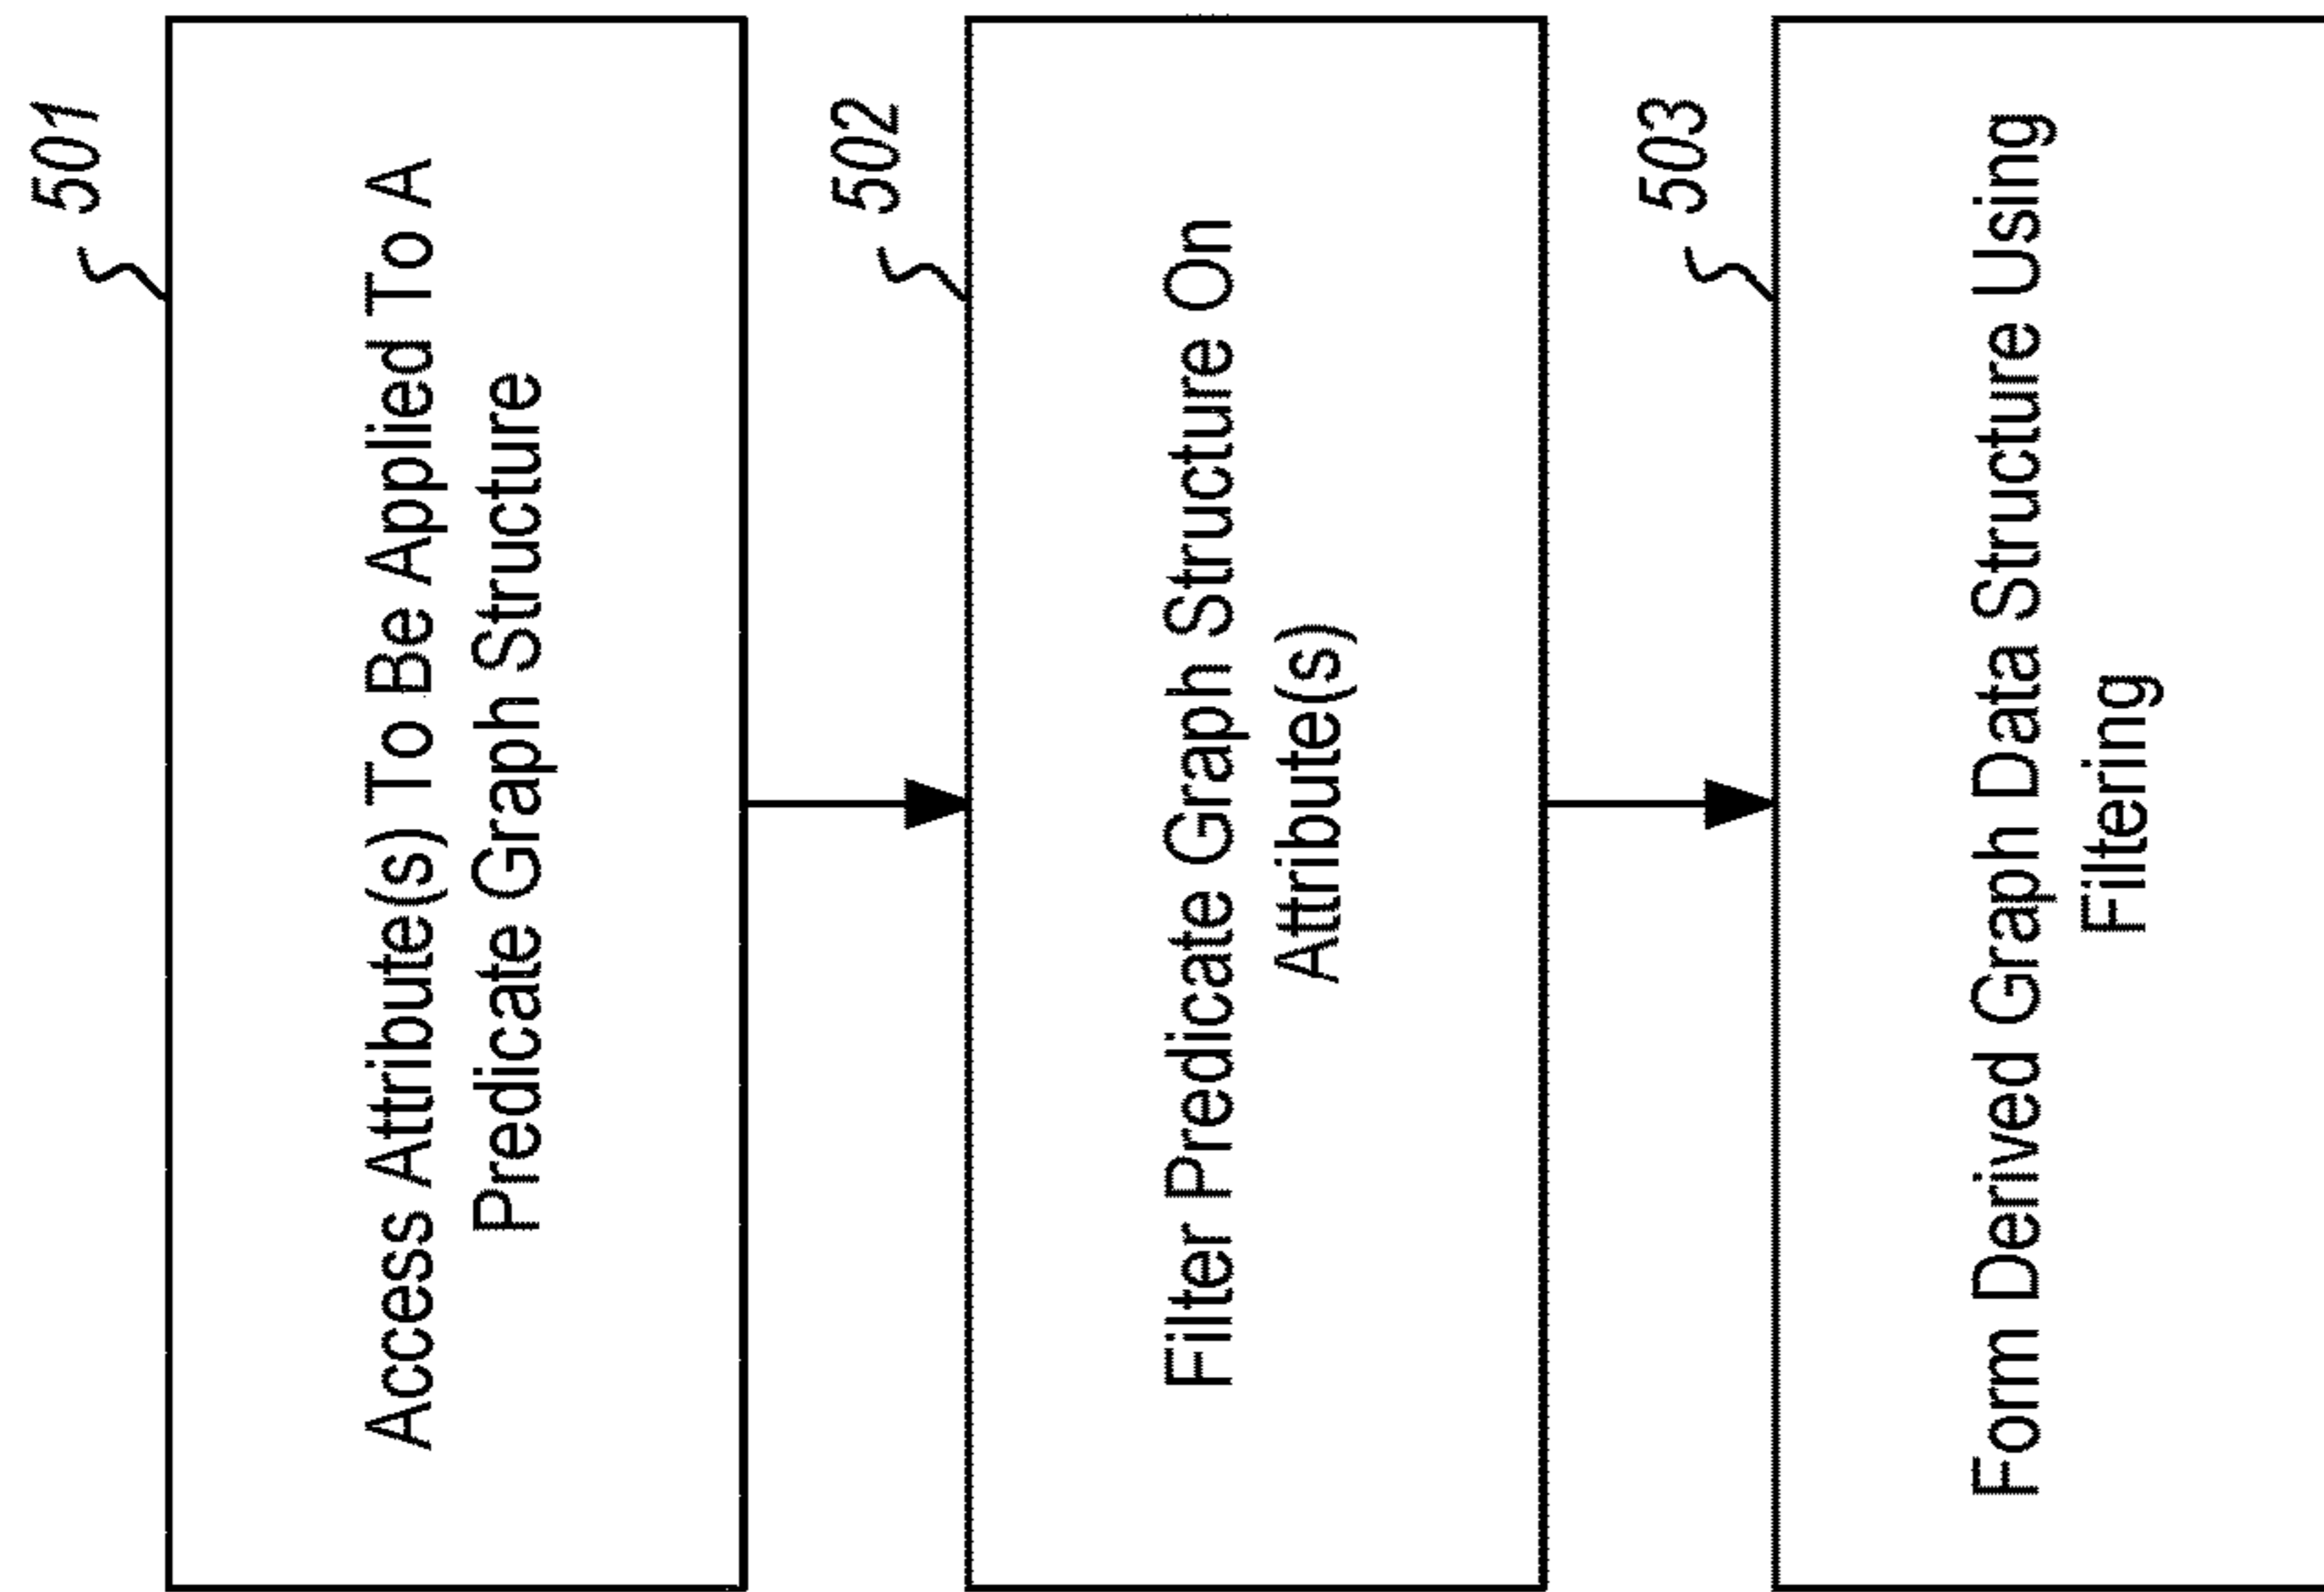 501
Access Attribute(s) To Be Applied To A
Predicate Graph Structure
502
Filter Predicate Graph Structure On
Attribute(s)
503
Form Derived Graph Data Structure Using
Filtering